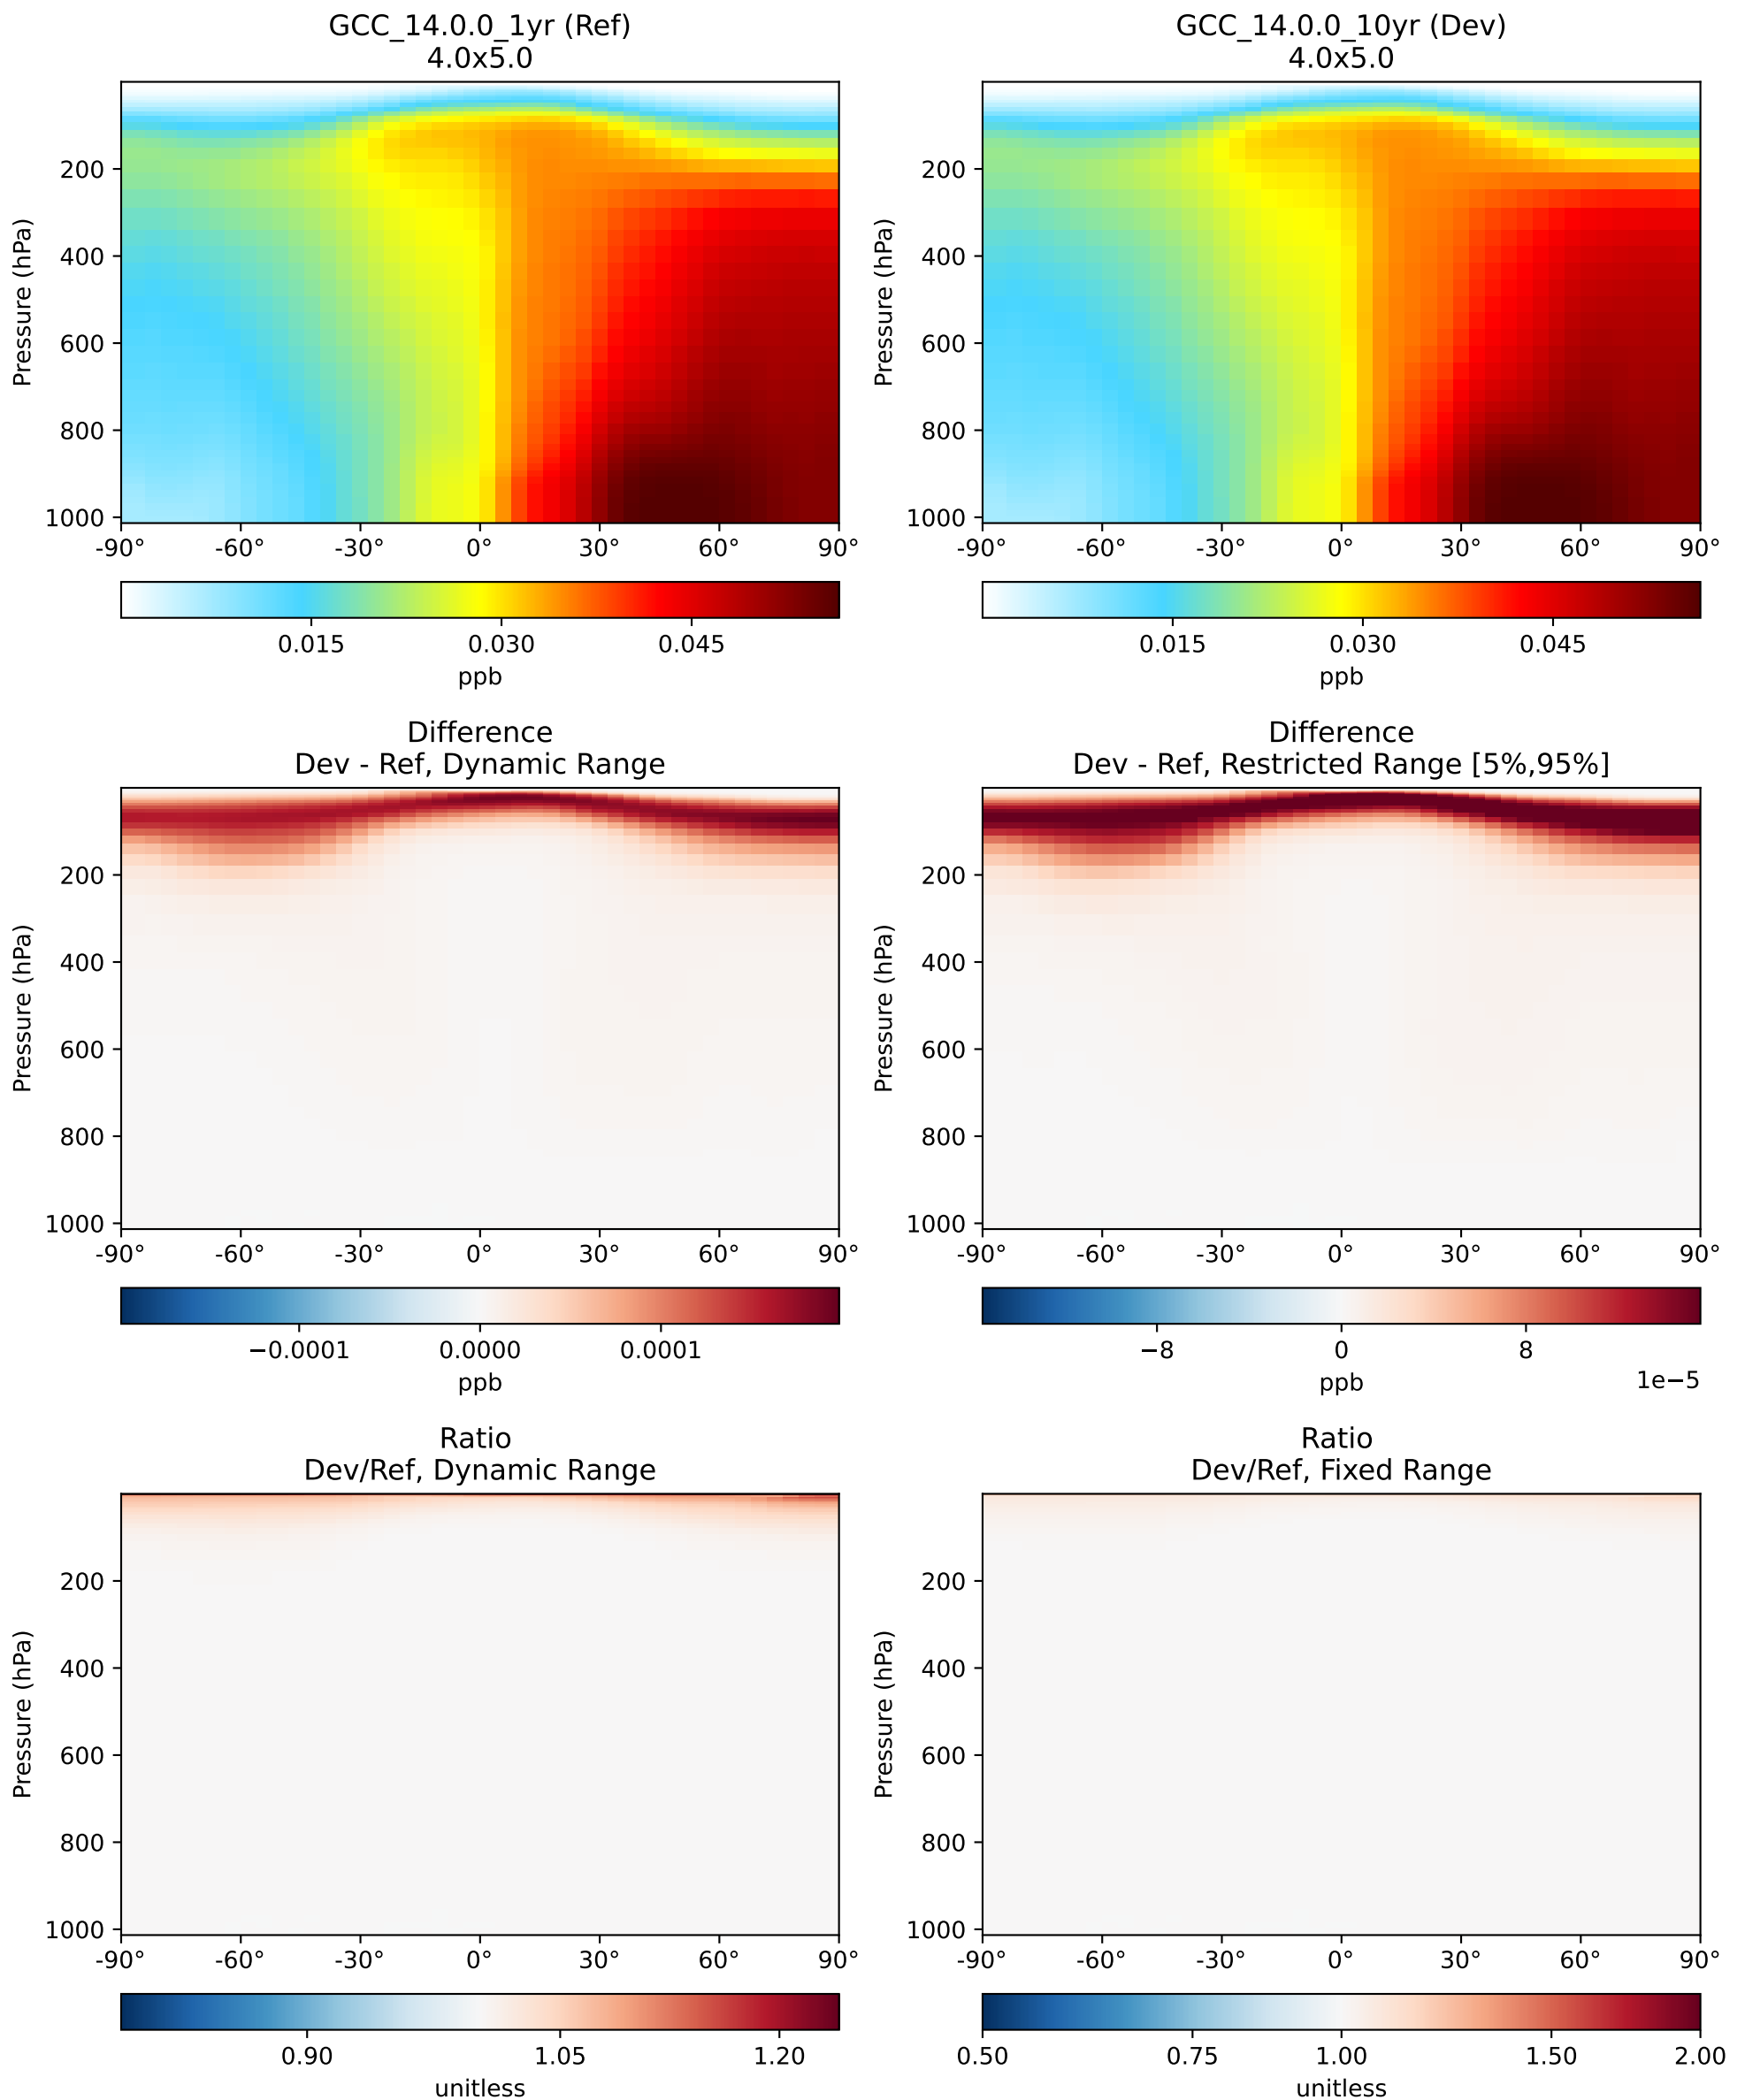 GCC_14.0.0_1yr (Ref)
4.0x5.0
Pressure (hPa)
200
400
600
800
1000
-90° -60° -30° 0° 30° 60° 90°
0.015 0.030 0.045
ppb
GCC_14.0.0_10yr (Dev)
4.0x5.0
Pressure (hPa)
200
400
600
800
1000
-90° -60° -30° 0° 30° 60° 90°
0.015 0.030 0.045
ppb
Difference
Dev - Ref, Dynamic Range
Pressure (hPa)
200
400
600
800
1000
-90° -60° -30° 0° 30° 60° 90°
−0.0001 0.0000 0.0001
ppb
Difference
Dev - Ref, Restricted Range [5%,95%]
Pressure (hPa)
200
400
600
800
1000
-90° -60° -30° 0° 30° 60° 90°
−8 0 8
ppb
1e−5
Ratio
Dev/Ref, Dynamic Range
Pressure (hPa)
200
400
600
800
1000
-90° -60° -30° 0° 30° 60° 90°
0.90 1.05 1.20
unitless
Ratio
Dev/Ref, Fixed Range
Pressure (hPa)
200
400
600
800
1000
-90° -60° -30° 0° 30° 60° 90°
0.50 0.75 1.00 1.50 2.00
unitless